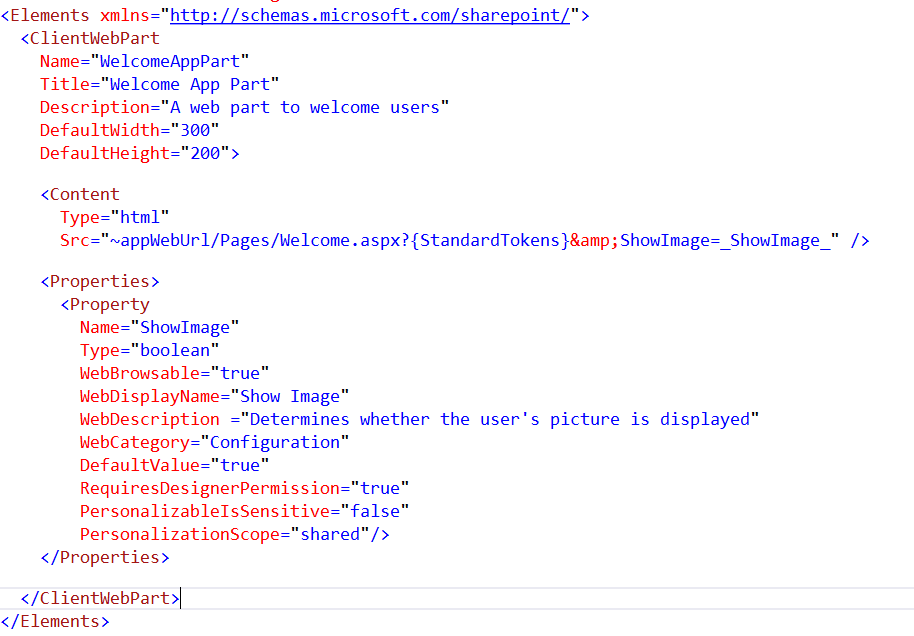 <Elements xmlns="http://schemas.microsoft.com/sharepoint/">
<ClientWebPart
Name="WelcomeAppPart"
Title="Welcome App Part"
Description="A web part to welcome users"
DefaultWidth="300"
DefaultHeight="200">
<Content
Type="html"
Src="~appWebUrl/Pages/Welcome.aspx?{StandardTokens}&amp;ShowImage=_ShowImage_" />
<Properties>
<Property
Name="ShowImage"
Type="boolean"
WebBrowsable="true"
WebDisplayName="Show Image"
WebDescription ="Determines whether the user's picture is displayed"
WebCategory="Configuration"
DefaultValue="true"
RequiresDesignerPermission="true"
PersonalizableIsSensitive="false"
PersonalizationScope="shared"/>
</Properties>
</ClientWebPart>
</Elements>